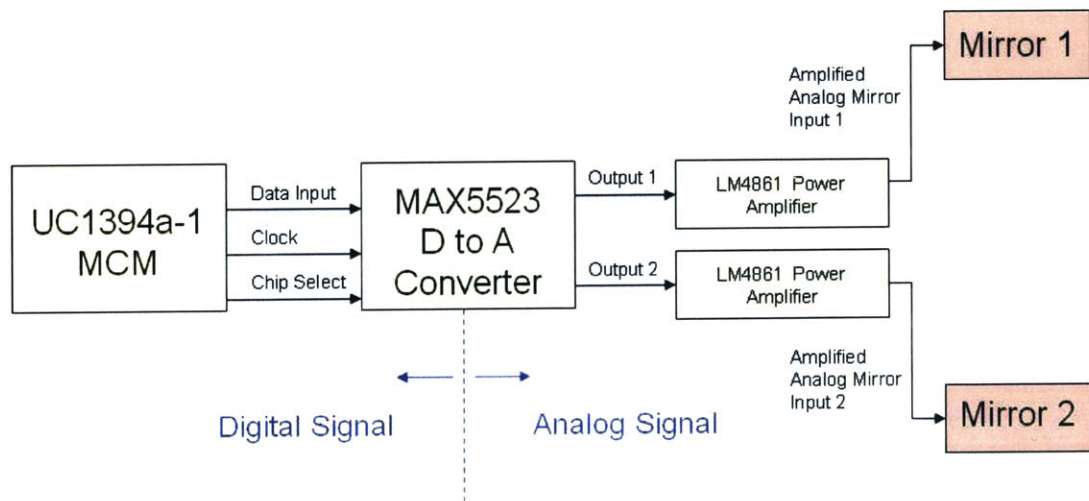 Mirror 1
Amplified
Analog Mirror
Input 1
UC1394a-1
MCM
Data Input
Clock
Chip Select
MAX5523
D to A
Converter
Output 1
LM4861 Power
Amplifier
Output 2
LM4861 Power
Amplifier
Amplified
Analog Mirror
Input 2
Digital Signal
Analog Signal
Mirror 2